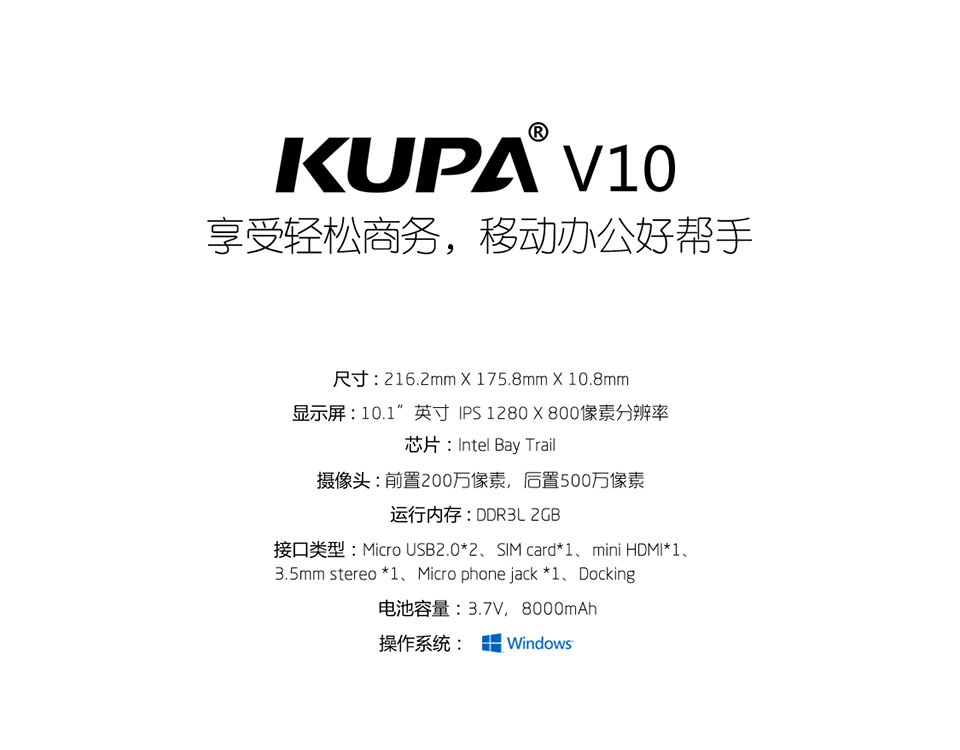 KUPA® V10
享受轻松商务，移动办公好帮手
尺寸：216.2mm X 175.8mm X 10.8mm
显示屏：10.1” 英寸 IPS 1280 X 800像素分辨率
芯片：Intel Bay Trail
摄像头：前置200万像素，后置500万像素
运行内存：DDR3L 2GB
接口类型：Micro USB2.0*2、SIM card*1、mini HDMI*1、
3.5mm stereo *1、Micro phone jack *1、Docking
电池容量：3.7V，8000mAh
操作系统： Windows